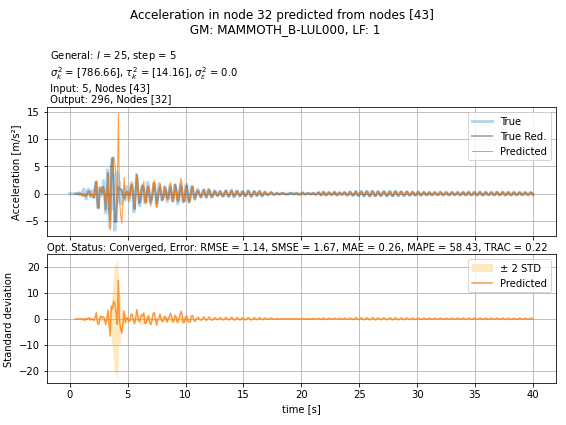 Acceleration in node 32 predicted from nodes [43]
GM: MAMMOTH_B-LUL000, LF: 1
General: l = 25, step = 5
σ²ₖ = [786.66], τ²ₖ = [14.16], σ²ε = 0.0
Input: 5, Nodes [43]
Output: 296, Nodes [32]
Acceleration [m/s²]
15
10
5
0
−5
True
True Red.
Predicted
Opt. Status: Converged, Error: RMSE = 1.14, SMSE = 1.67, MAE = 0.26, MAPE = 58.43, TRAC = 0.22
Standard deviation
20
10
0
−10
−20
± 2 STD
Predicted
0 5 10 15 20 25 30 35 40
time [s]